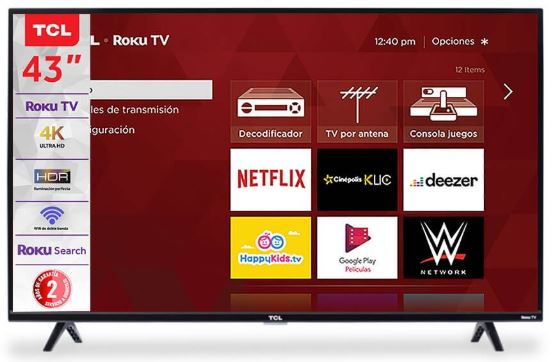 TCL
43"
Roku TV
4K
ULTRA HD
HDR
Iluminación perfecta
Wifi de doble banda
Roku Search
AÑOS DE GARANTÍA
2
L • Roku TV
12:40 pm | Opciones *
12 Items
o
les de transmisión
iguración
Decodificador
TV por antena
Consola juegos
NETFLIX
Cinépolis KLIC
deezer
HappyKids.tv
Google Play
Películas
W
NETWORK
TCL
Roku TV